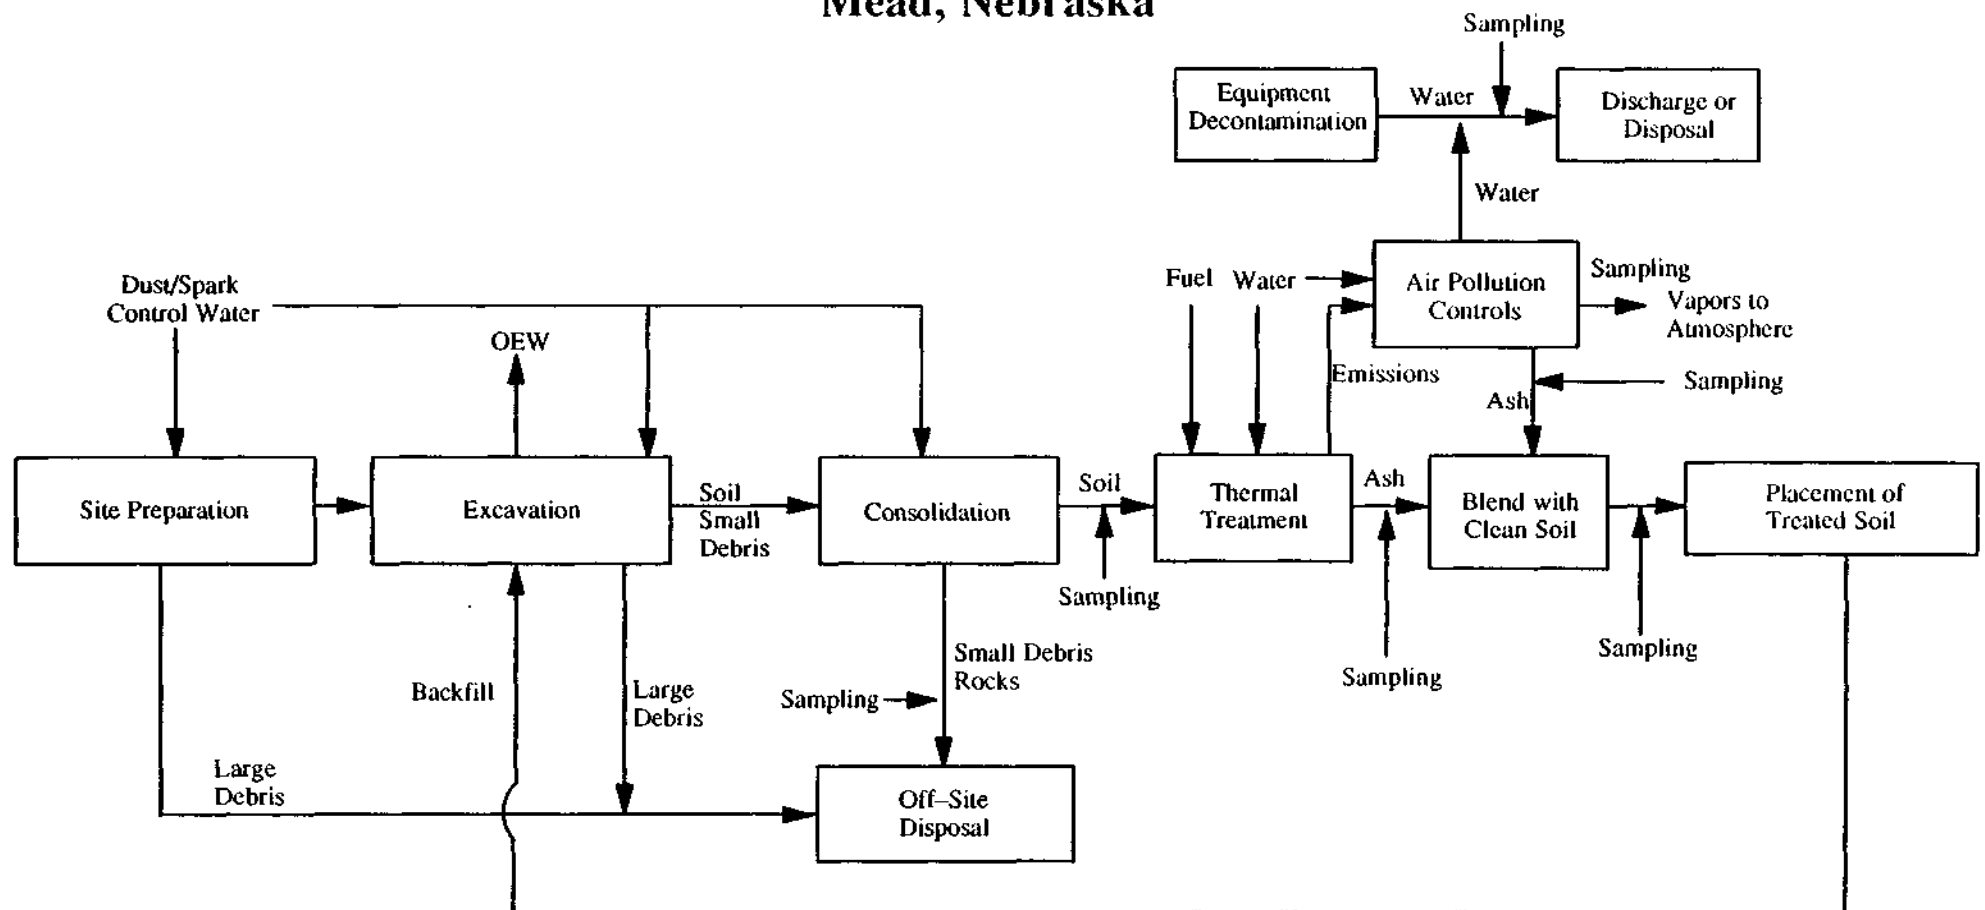 Mead, Nebraska
Sampling
Equipment
Decontamination
Water
Discharge or
Disposal
Water
Dust/Spark
Control Water
OEW
Fuel
Water
Air Pollution
Controls
Sampling
Vapors to
Atmosphere
Emissions
Sampling
Ash
Site Preparation
Excavation
Soil
Small
Debris
Consolidation
Soil
Sampling
Thermal
Treatment
Ash
Sampling
Blend with
Clean Soil
Sampling
Placement of
Treated Soil
Backfill
Large
Debris
Sampling
Small Debris
Rocks
Large
Debris
Off–Site
Disposal